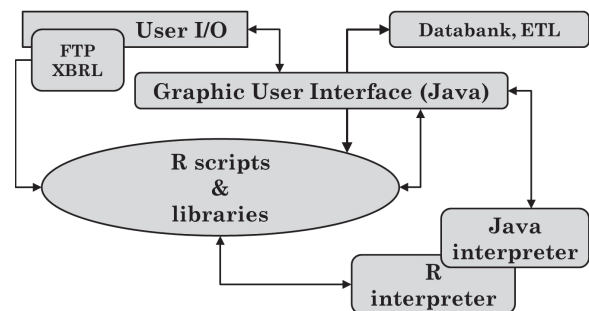 User I/O
FTP
XBRL
Databank, ETL
Graphic User Interface (Java)
R scripts
&
libraries
Java
interpreter
R
interpreter